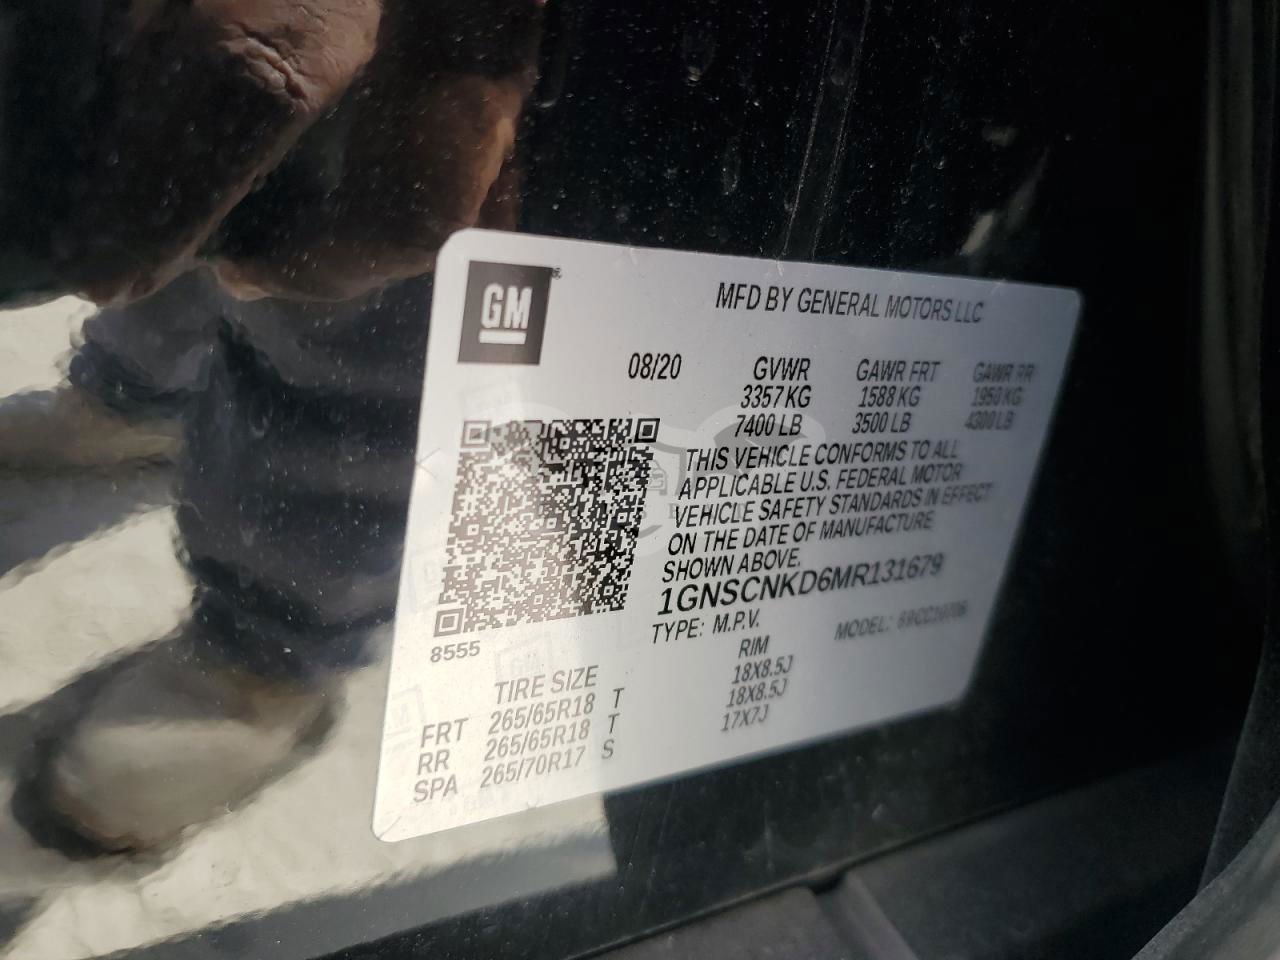 GM
MFD BY GENERAL MOTORS LLC
08/20 GVWR GAWR FRT GAWR RR
3357 KG 1588 KG 1950 KG
7400 LB 3500 LB 4300 LB
THIS VEHICLE CONFORMS TO ALL
APPLICABLE U.S. FEDERAL MOTOR
VEHICLE SAFETY STANDARDS IN EFFECT
ON THE DATE OF MANUFACTURE
SHOWN ABOVE.
1GNSCNKD6MR131679
TYPE: M.P.V. MODEL:
8555
TIRE SIZE RIM
FRT 265/65R18 T 18X8.5J
RR 265/65R18 T 18X8.5J
SPA 265/70R17 S 17X7J